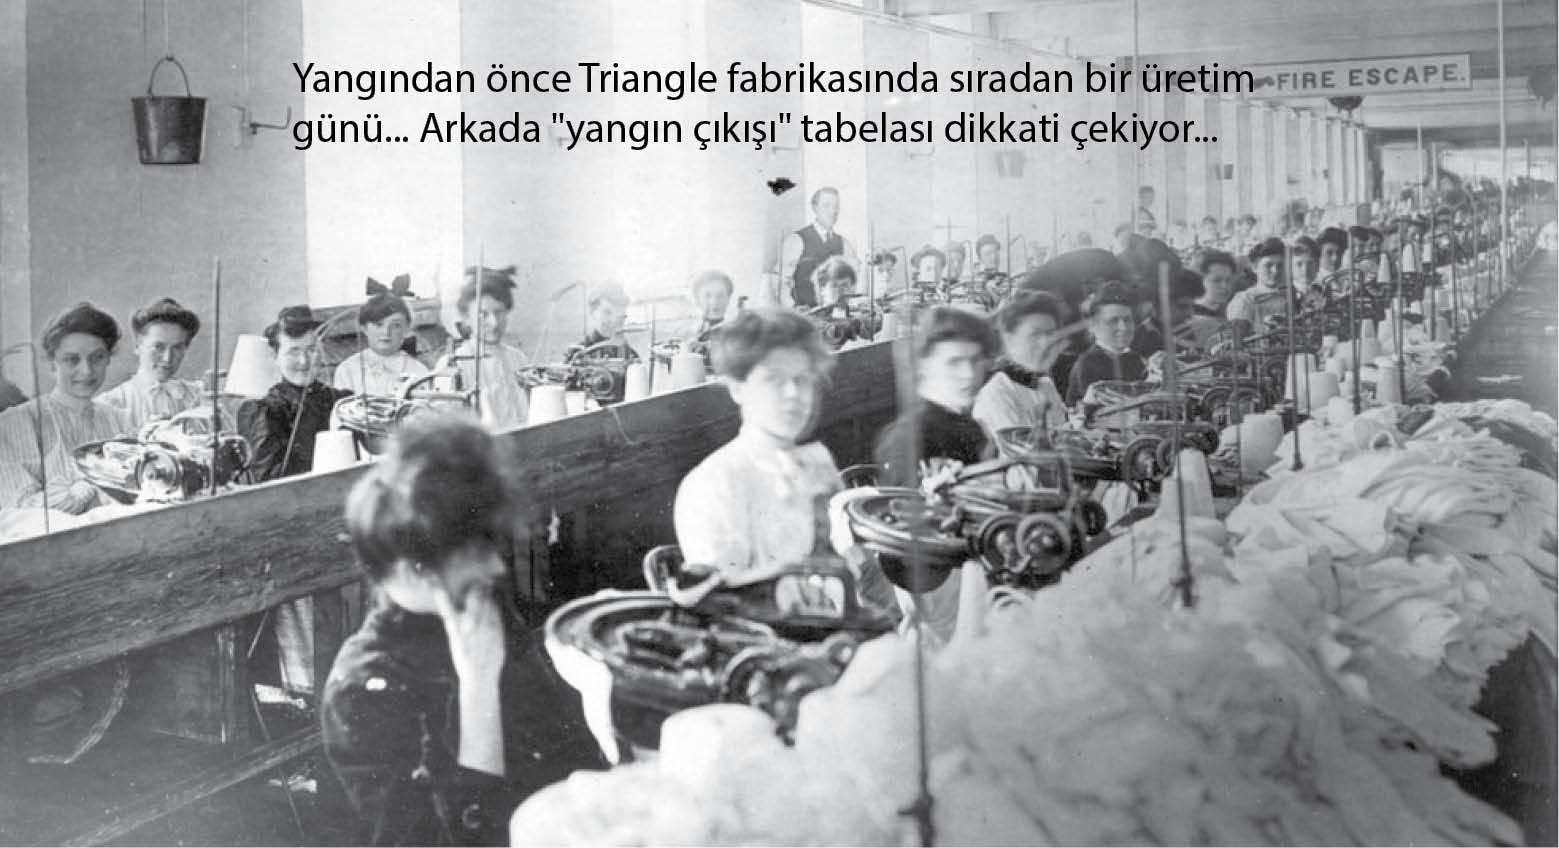 Yangından önce Triangle fabrikasında sıradan bir üretim
günü... Arkada "yangın çıkışı" tabelası dikkati çekiyor...
FIRE ESCAPE.